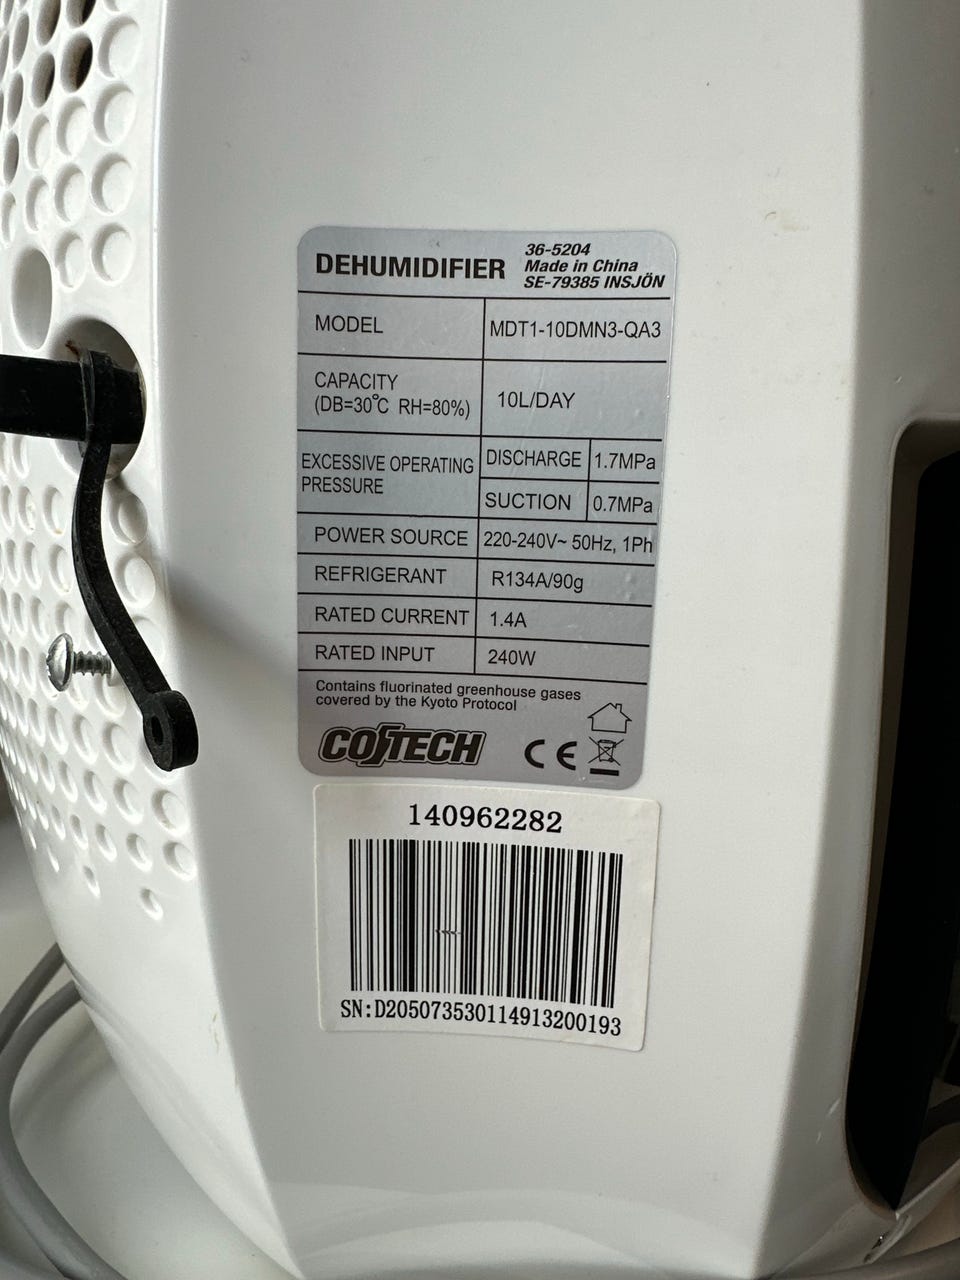 DEHUMIDIFIER
36-5204
Made in China
SE-79385 INSJÖN
MODEL MDT1-10DMN3-QA3
CAPACITY
(DB=30℃ RH=80%) 10L/DAY
EXCESSIVE OPERATING
PRESSURE
DISCHARGE 1.7MPa
SUCTION 0.7MPa
POWER SOURCE 220-240V~ 50Hz, 1Ph
REFRIGERANT R134A/90g
RATED CURRENT 1.4A
RATED INPUT 240W
Contains fluorinated greenhouse gases
covered by the Kyoto Protocol
COTECH CE
140962282
SN:D205073530114913200193